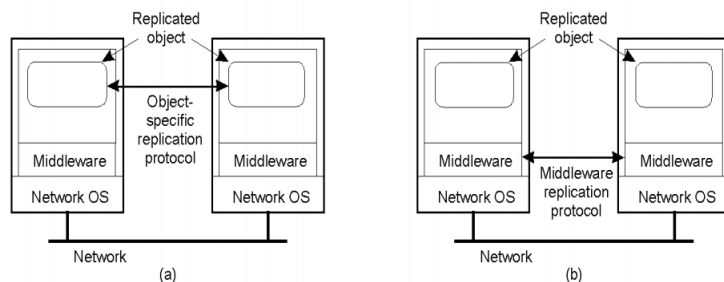 Replicated
object
Object-
specific
replication
protocol
Middleware
Middleware
Network OS
Network OS
Network
(a)
Replicated
object
Middleware
Middleware
Middleware
replication
protocol
Network OS
Network OS
Network
(b)